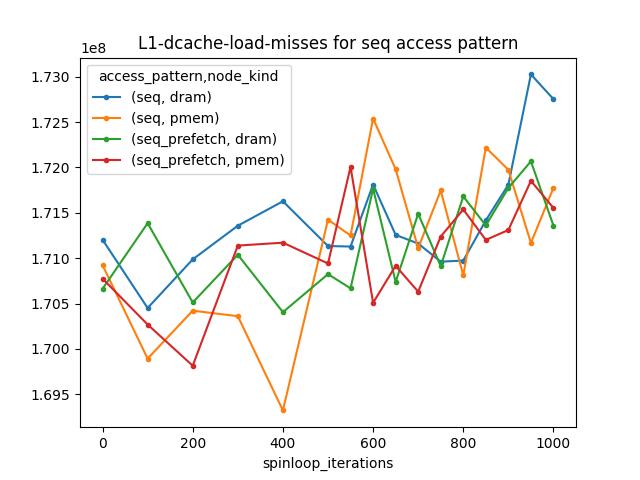 L1-dcache-load-misses for seq access pattern
1e8
access_pattern,node_kind
(seq, dram)
(seq, pmem)
(seq_prefetch, dram)
(seq_prefetch, pmem)
1.730
1.725
1.720
1.715
1.710
1.705
1.700
1.695
0 200 400 600 800 1000
spinloop_iterations